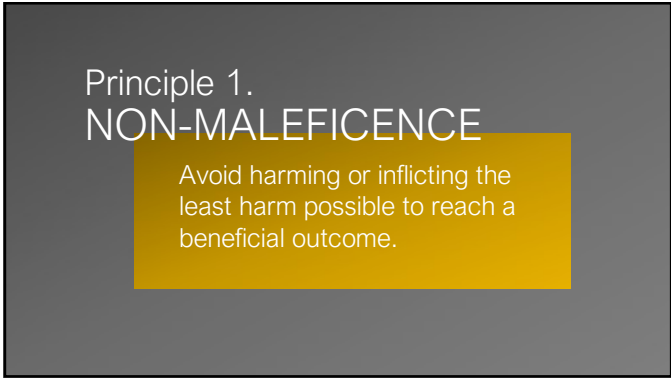 Principle 1.
NON-MALEFICENCE
Avoid harming or inflicting the
least harm possible to reach a
beneficial outcome.